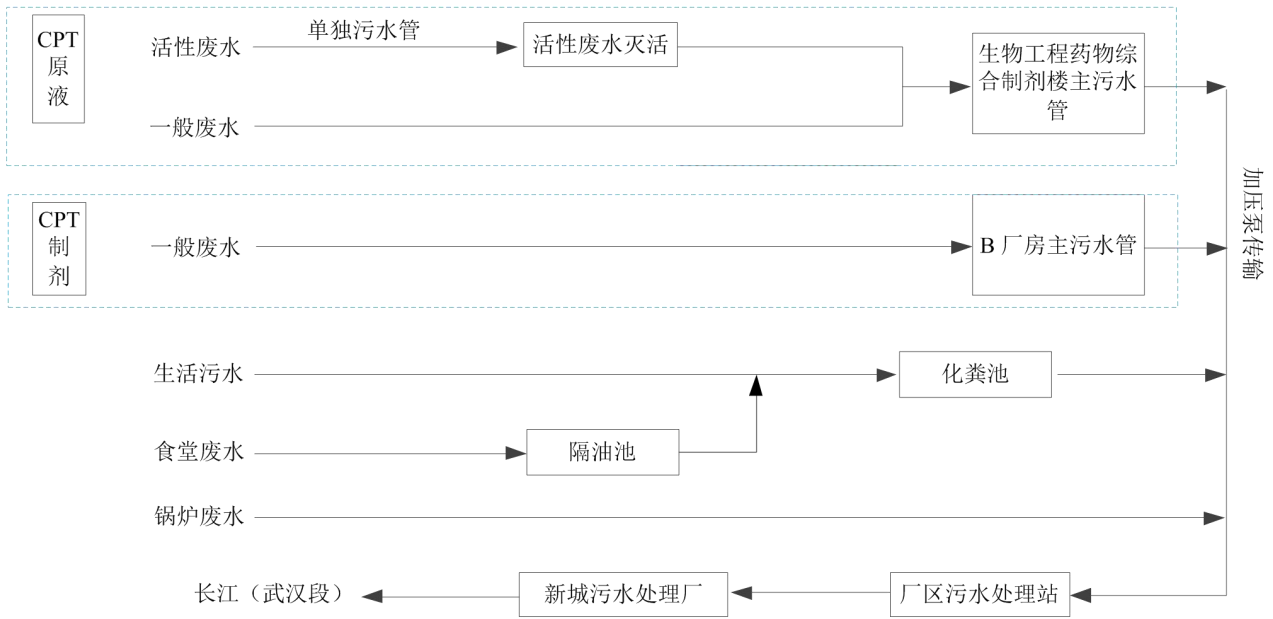 CPT
原
液
活性废水
单独污水管
活性废水灭活
一般废水
生物工程药物综
合制剂楼主污水
管
加压泵传输
CPT
制
剂
一般废水
B 厂房主污水管
生活污水
化粪池
食堂废水
隔油池
锅炉废水
长江（武汉段）
新城污水处理厂
厂区污水处理站